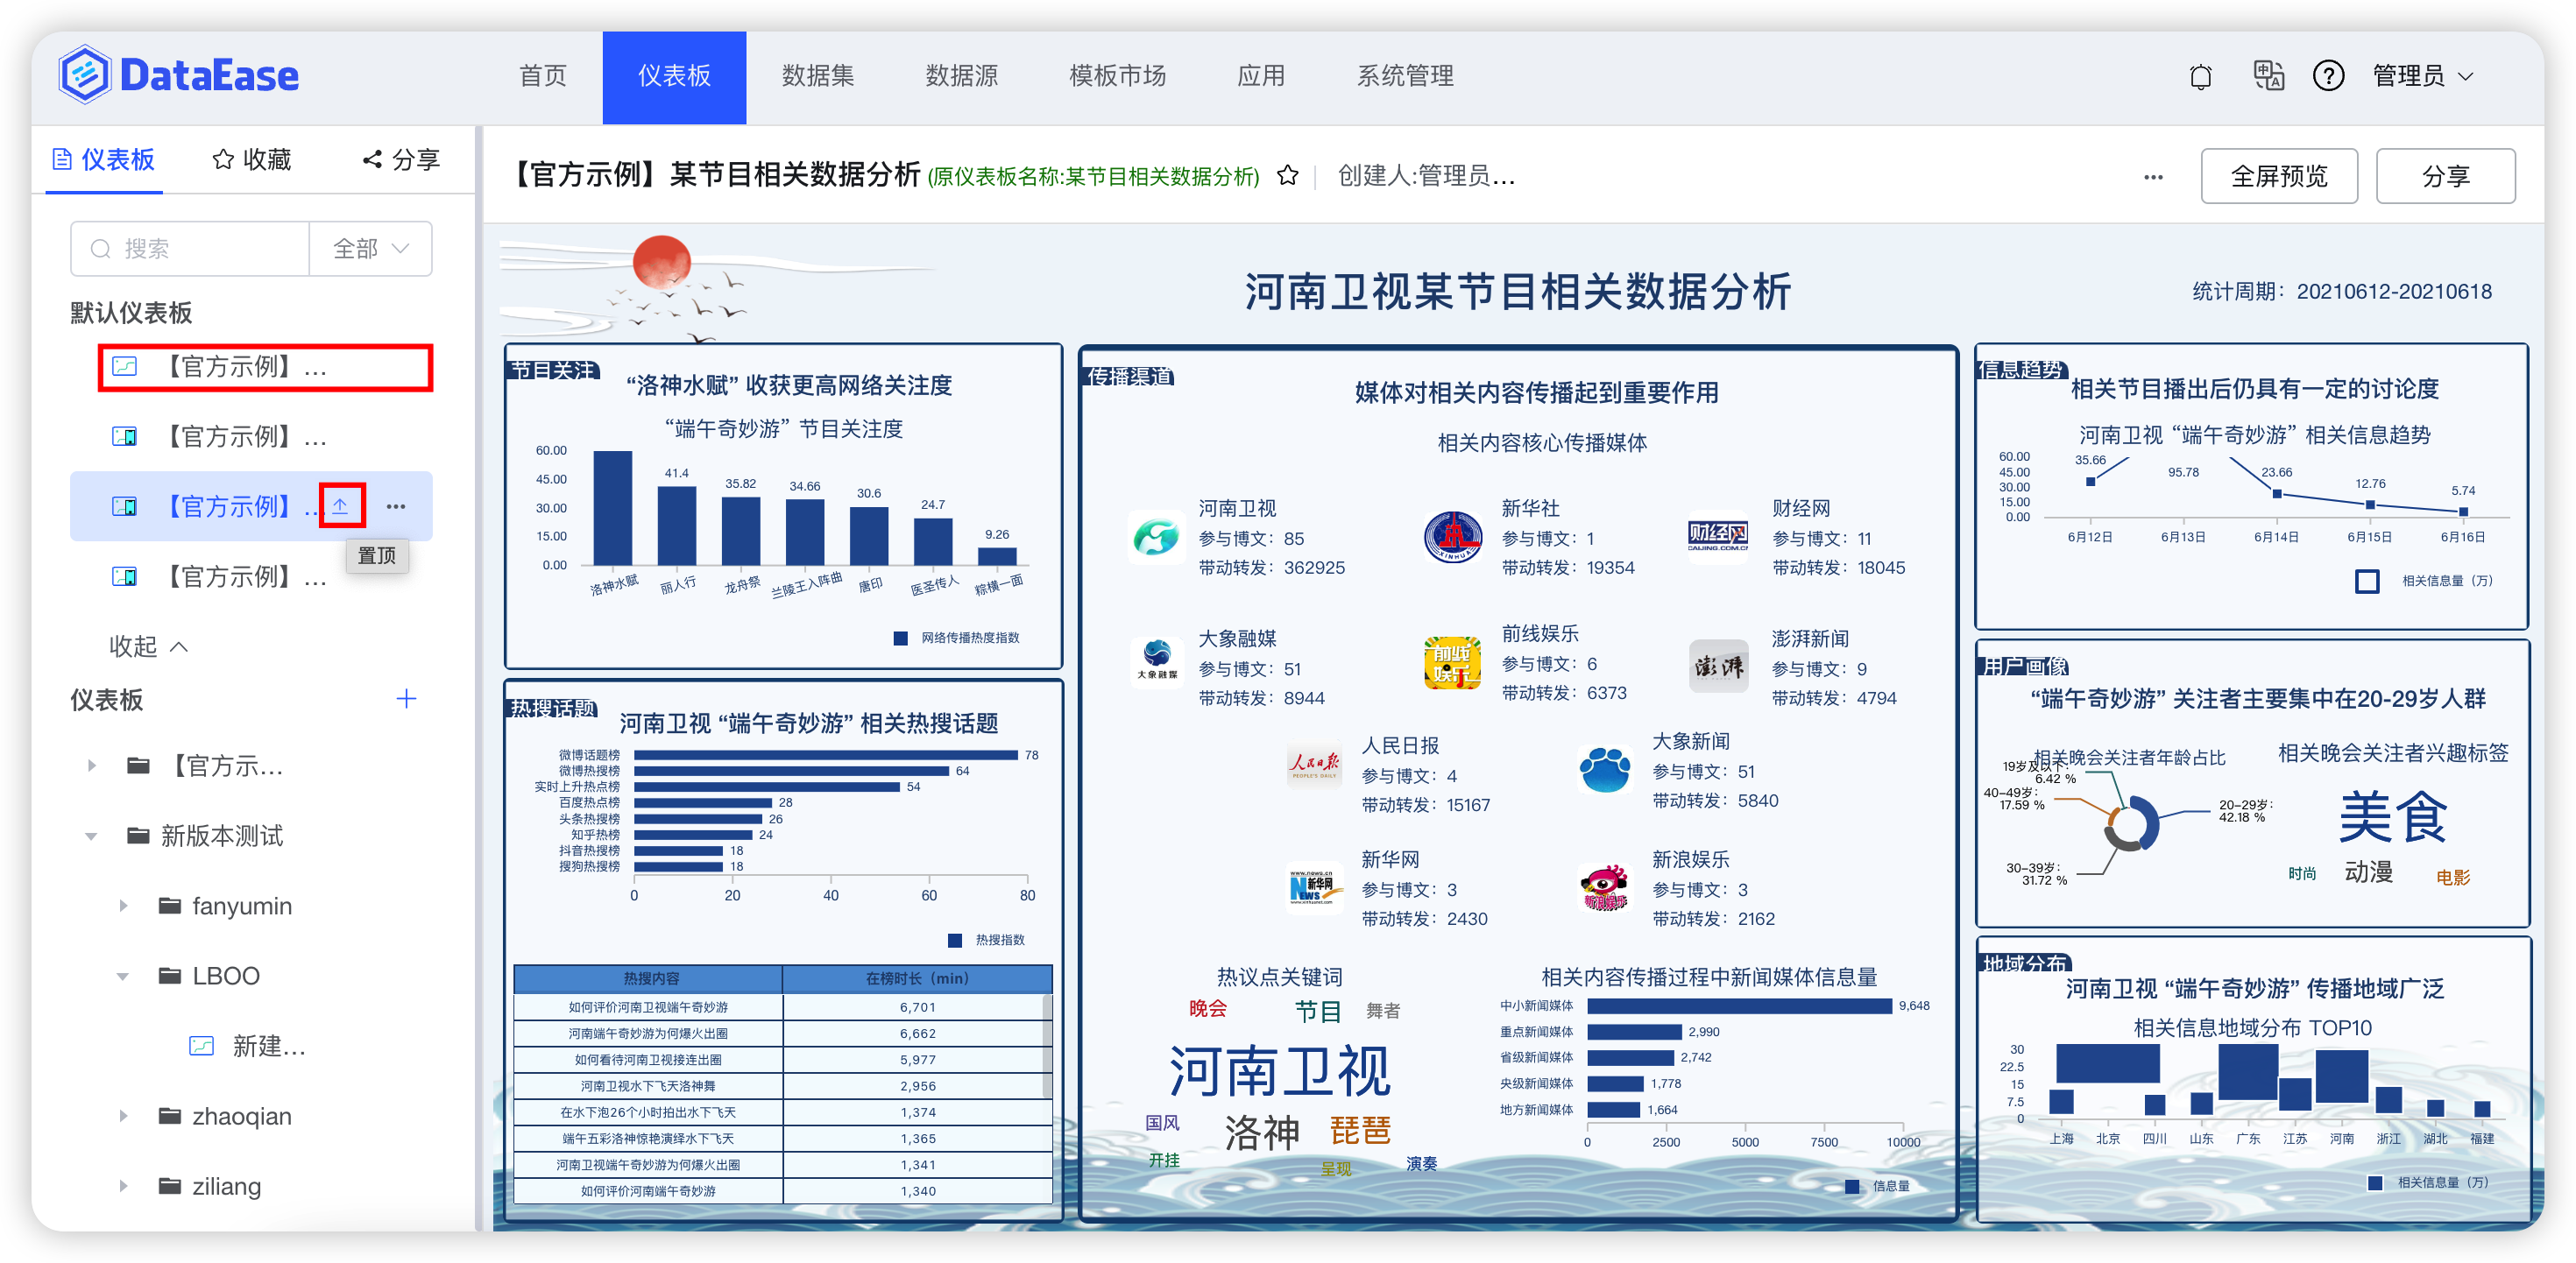 DataEase
首页
仪表板
数据集
数据源
模板市场
应用
系统管理
管理员
仪表板
收藏
分享
搜索
全部
默认仪表板
【官方示例】...
【官方示例】...
【官方示例】...
置顶
【官方示例】...
收起
仪表板
【官方示...
新版本测试
fanyumin
LBOO
新建...
zhaoqian
ziliang
【官方示例】某节目相关数据分析 (原仪表板名称:某节目相关数据分析)
创建人:管理员...
全屏预览
分享
河南卫视某节目相关数据分析
统计周期：20210612-20210618
节目关注
“洛神水赋” 收获更高网络关注度
“端午奇妙游” 节目关注度
60.00
45.00
30.00
15.00
0.00
41.4
35.82
34.66
30.6
24.7
9.26
洛神水赋
丽人行
龙舟祭
兰陵王入阵曲
唐印
医圣传人
粽横一面
网络传播热度指数
热搜话题
河南卫视 “端午奇妙游” 相关热搜话题
微博话题榜 78
微博热搜榜 64
实时上升热点榜 54
百度热点榜 28
头条热搜榜 26
知乎热榜 24
抖音热搜榜 18
搜狗热搜榜 18
0 20 40 60 80
热搜指数
热搜内容 在榜时长（min）
如何评价河南卫视端午奇妙游 6,701
河南端午奇妙游为何爆火出圈 6,662
如何看待河南卫视接连出圈 5,977
河南卫视水下飞天洛神舞 2,956
在水下泡26个小时拍出水下飞天 1,374
端午五彩洛神惊艳演绎水下飞天 1,365
河南卫视端午奇妙游为何爆火出圈 1,341
如何评价河南端午奇妙游 1,340
传播渠道
媒体对相关内容传播起到重要作用
相关内容核心传播媒体
河南卫视
参与博文：85
带动转发：362925
XINHUA
新华社
参与博文：1
带动转发：19354
财经网
CAIJING.COM.CN
财经网
参与博文：11
带动转发：18045
大象融媒
大象融媒
参与博文：51
带动转发：8944
前线
娱乐
前线娱乐
参与博文：6
带动转发：6373
澎湃
澎湃新闻
参与博文：9
带动转发：4794
人民日报
PEOPLE'S DAILY
人民日报
参与博文：4
带动转发：15167
大象新闻
参与博文：51
带动转发：5840
www.news.cn
新华网
NEWS
新华网
参与博文：3
带动转发：2430
新浪娱乐
新浪娱乐
参与博文：3
带动转发：2162
热议点关键词
晚会
节目
舞者
河南卫视
国风
洛神
琵琶
开挂
呈现
演奏
相关内容传播过程中新闻媒体信息量
中小新闻媒体 9,648
重点新闻媒体 2,990
省级新闻媒体 2,742
央级新闻媒体 1,778
地方新闻媒体 1,664
0 2500 5000 7500 10000
信息量
信息趋势
相关节目播出后仍具有一定的讨论度
河南卫视 “端午奇妙游” 相关信息趋势
60.00
45.00
30.00
15.00
0.00
35.66
95.78
23.66
12.76
5.74
6月12日
6月13日
6月14日
6月15日
6月16日
相关信息量（万）
用户画像
“端午奇妙游” 关注者主要集中在20-29岁人群
相关晚会关注者年龄占比
19岁及以下：
6.42 %
40-49岁：
17.59 %
20-29岁：
42.18 %
30-39岁：
31.72 %
相关晚会关注者兴趣标签
美食
时尚
动漫
电影
地域分布
河南卫视 “端午奇妙游” 传播地域广泛
相关信息地域分布 TOP10
30
22.5
15
7.5
0
上海
北京
四川
山东
广东
江苏
河南
浙江
湖北
福建
相关信息量（万）